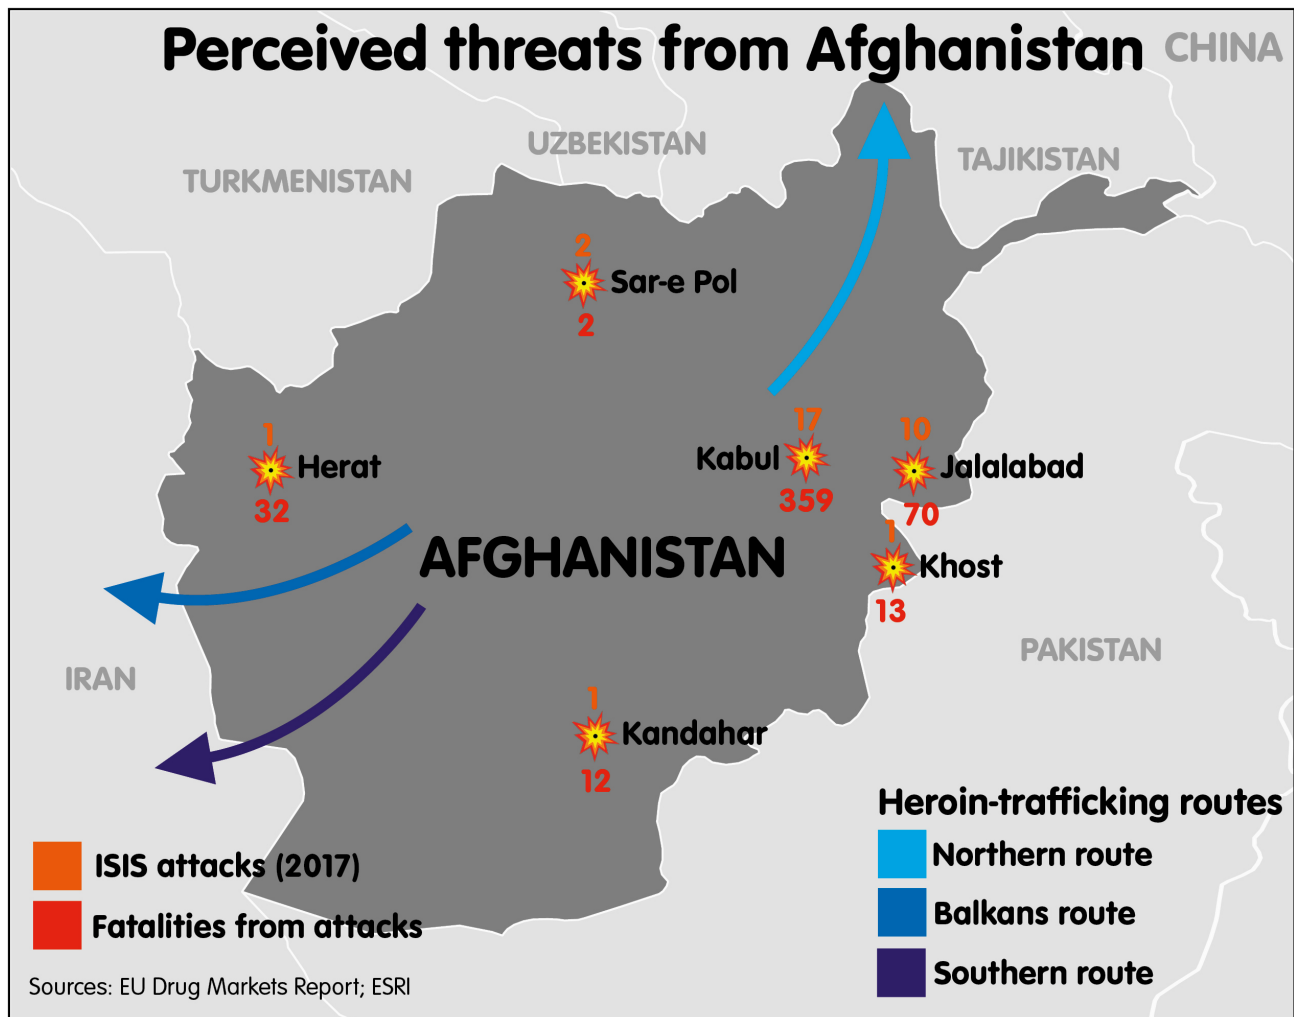 Perceived threats from Afghanistan
CHINA
UZBEKISTAN
TAJIKISTAN
TURKMENISTAN
2
Sar-e Pol
2
1
Herat
32
17
Kabul
359
10
Jalalabad
70
1
Khost
13
AFGHANISTAN
IRAN
PAKISTAN
1
Kandahar
12
ISIS attacks (2017)
Fatalities from attacks
Sources: EU Drug Markets Report; ESRI
Heroin-trafficking routes
Northern route
Balkans route
Southern route